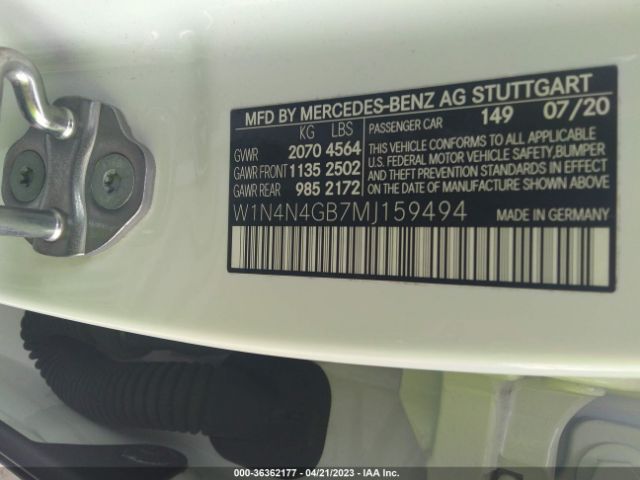 MFD BY MERCEDES-BENZ AG STUTTGART
KG LBS PASSENGER CAR 149 07/20
GVWR 2070 4564
GAWR FRONT 1135 2502
GAWR REAR 985 2172
THIS VEHICLE CONFORMS TO ALL APPLICABLE
U.S. FEDERAL MOTOR VEHICLE SAFETY, BUMPER
AND THEFT PREVENTION STANDARDS IN EFFECT
ON THE DATE OF MANUFACTURE SHOWN ABOVE.
W1N4N4GB7MJ159494 MADE IN GERMANY
000 - 36362177 - 04/21/2023 - IAA Inc.